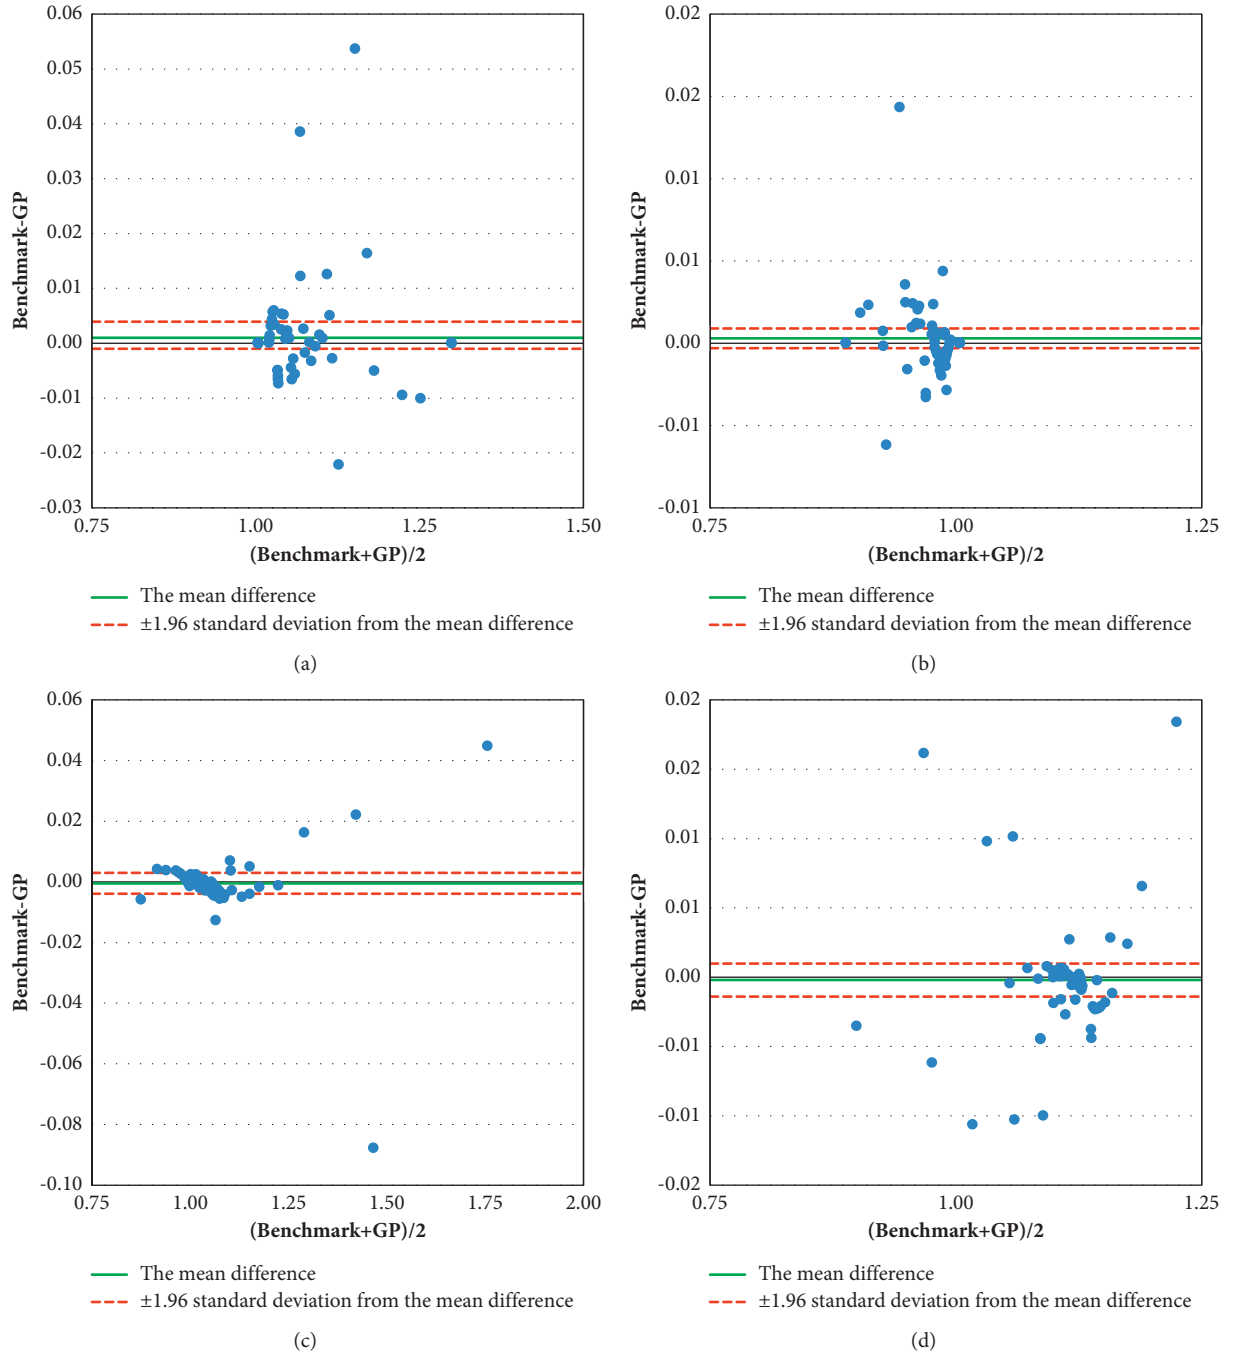 0.06
0.05
0.04
0.03
0.02
0.01
0.00
-0.01
-0.02
-0.03
Benchmark-GP
0.75
1.00
1.25
1.50
(Benchmark+GP)/2
The mean difference
±1.96 standard deviation from the mean difference
(a)
0.02
0.02
0.01
0.01
0.00
-0.01
-0.01
Benchmark-GP
0.75
1.00
1.25
(Benchmark+GP)/2
The mean difference
±1.96 standard deviation from the mean difference
(b)
0.06
0.04
0.02
0.00
-0.02
-0.04
-0.06
-0.08
-0.10
Benchmark-GP
0.75
1.00
1.25
1.50
1.75
2.00
(Benchmark+GP)/2
The mean difference
±1.96 standard deviation from the mean difference
(c)
0.02
0.02
0.01
0.01
0.00
-0.01
-0.01
-0.02
Benchmark-GP
0.75
1.00
1.25
(Benchmark+GP)/2
The mean difference
±1.96 standard deviation from the mean difference
(d)